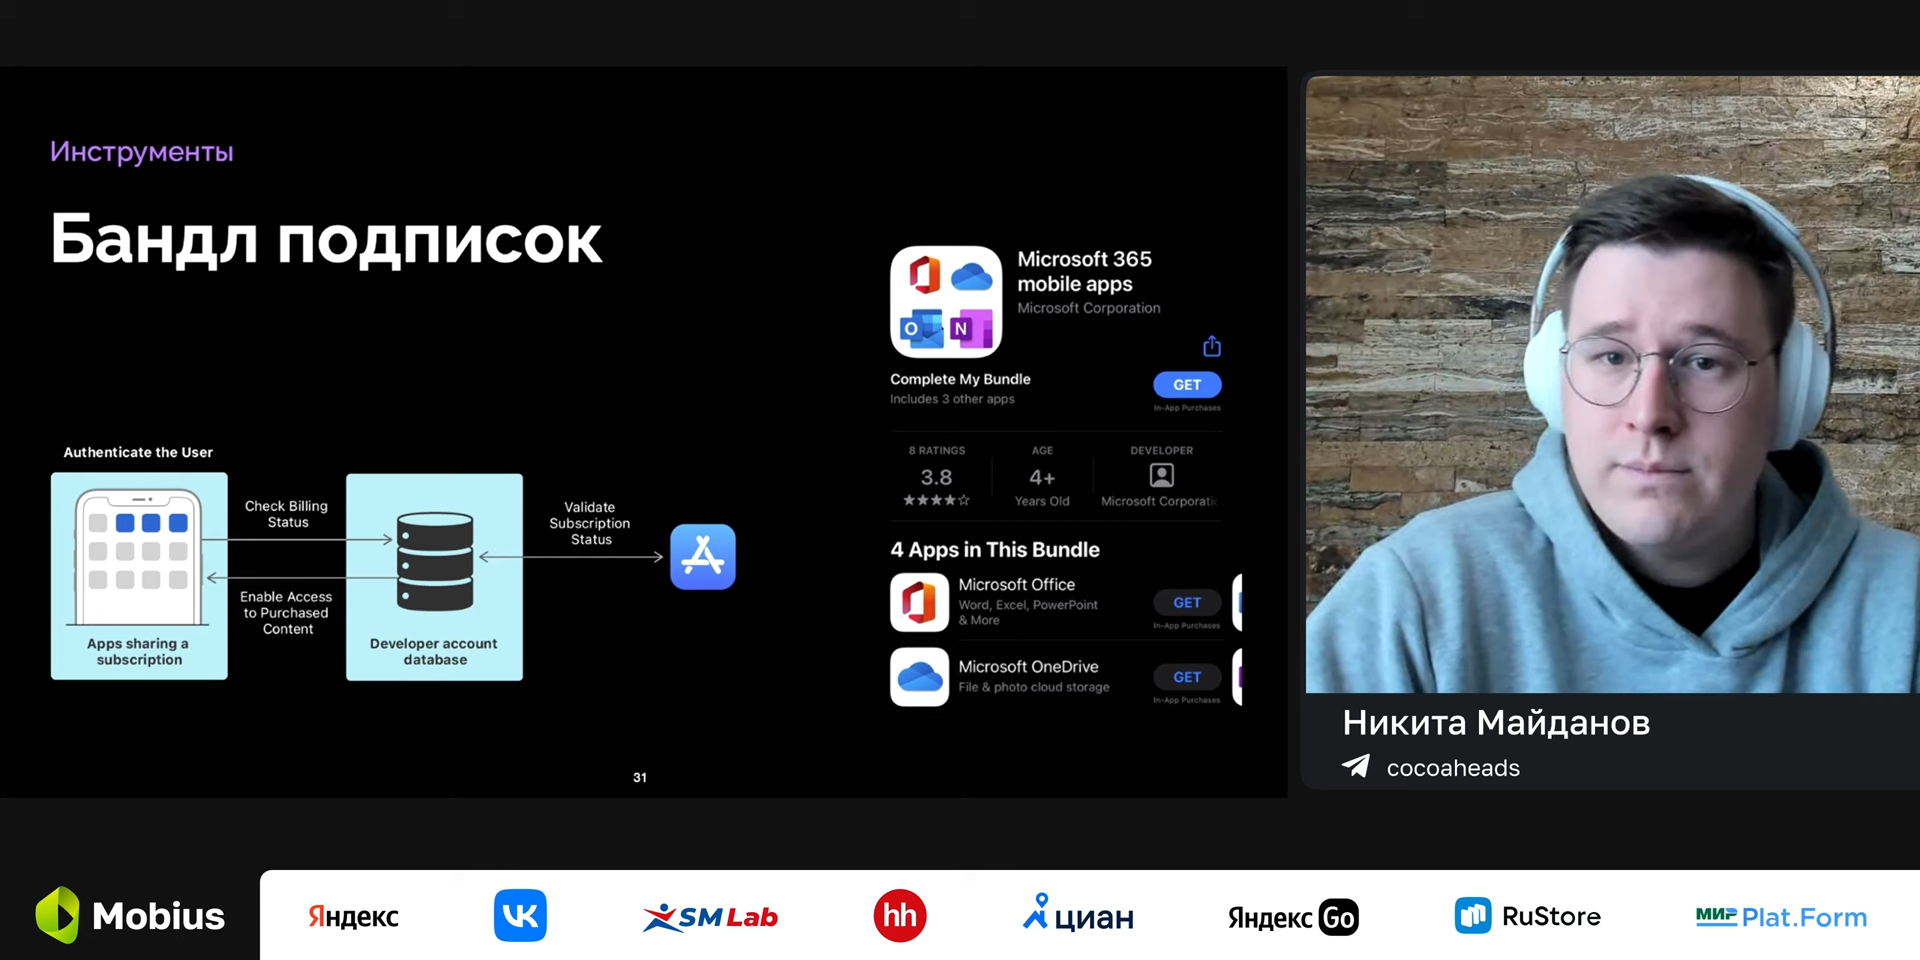 Инструменты
Бандл подписок
Authenticate the User
Check Billing
Status
Enable Access
to Purchased
Content
Apps sharing a
subscription
Developer account
database
Validate
Subscription
Status
Microsoft 365
mobile apps
Microsoft Corporation
Complete My Bundle
Includes 3 other apps
GET
In-App Purchases
8 RATINGS
3.8
AGE
4+
Years Old
DEVELOPER
Microsoft Corporati
4 Apps in This Bundle
Microsoft Office
Word, Excel, PowerPoint
& More
GET
In-App Purchases
Microsoft OneDrive
File & photo cloud storage
GET
In-App Purchases
31
Никита Майданов
cocoaheads
Mobius
Яндекс
VK
SM Lab
hh
циан
Яндекс Go
RuStore
МИР Plat.Form